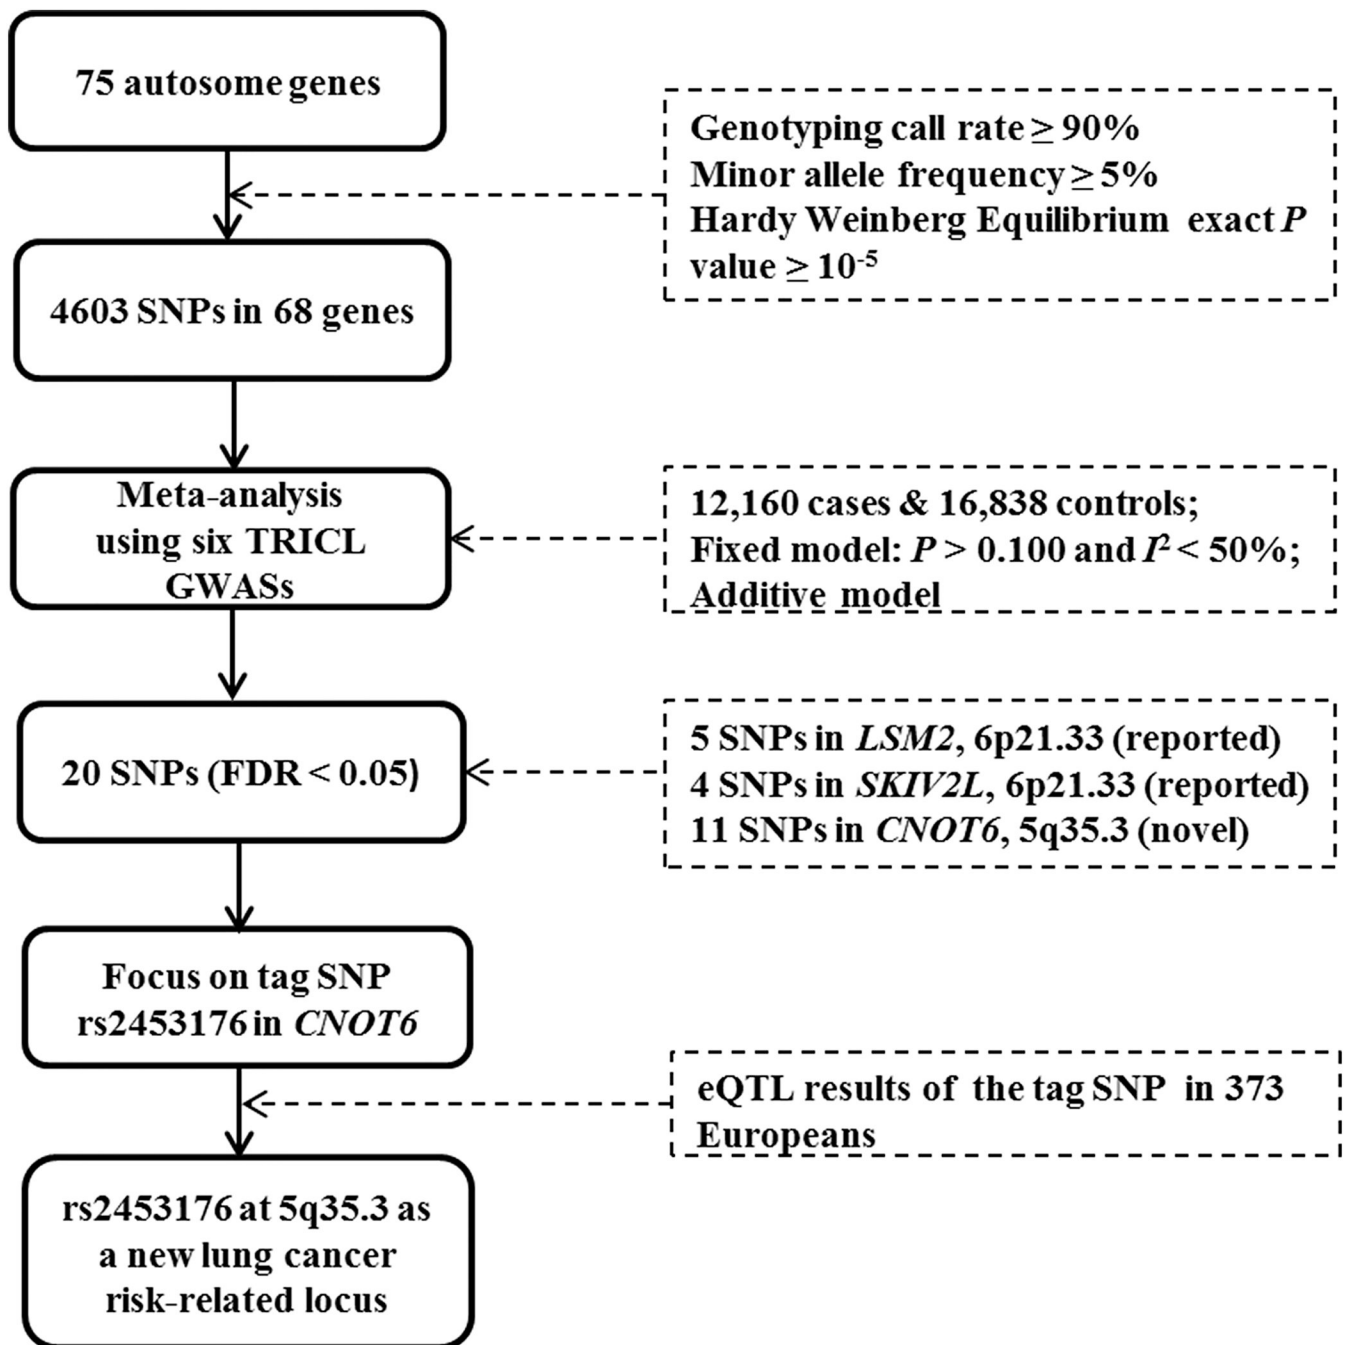 75 autosome genes
Genotyping call rate ≥ 90%
Minor allele frequency ≥ 5%
Hardy Weinberg Equilibrium exact P
value ≥ 10⁻⁵
4603 SNPs in 68 genes
Meta-analysis
using six TRICL
GWASs
12,160 cases & 16,838 controls;
Fixed model: P > 0.100 and I² < 50%;
Additive model
20 SNPs (FDR < 0.05)
5 SNPs in LSM2, 6p21.33 (reported)
4 SNPs in SKIV2L, 6p21.33 (reported)
11 SNPs in CNOT6, 5q35.3 (novel)
Focus on tag SNP
rs2453176 in CNOT6
eQTL results of the tag SNP in 373
Europeans
rs2453176 at 5q35.3 as
a new lung cancer
risk-related locus